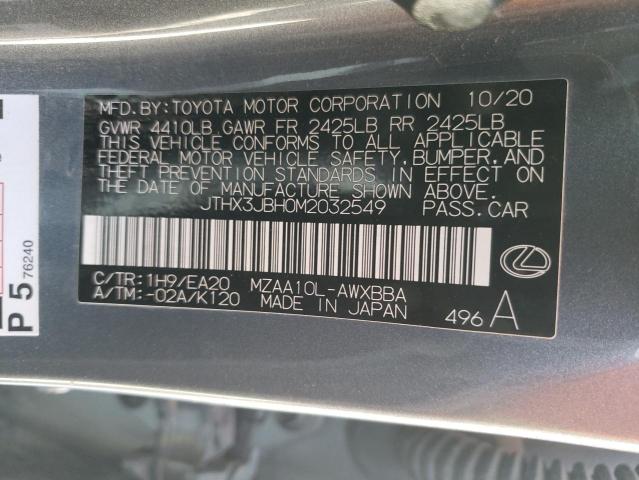 MFD. BY: TOYOTA MOTOR CORPORATION 10/20
GVWR 4410LB GAWR FR 2425LB RR 2425LB
THIS VEHICLE CONFORMS TO ALL APPLICABLE
FEDERAL MOTOR VEHICLE SAFETY, BUMPER, AND
THEFT PREVENTION STANDARDS IN EFFECT ON
THE DATE OF MANUFACTURE SHOWN ABOVE.
JTHX3JBH0M2032549 PASS. CAR
C/TR: 1H9/EA20 MZAA10L-AWXBBA
A/TM: -02A/K120 MADE IN JAPAN
496 A
P 5 76240